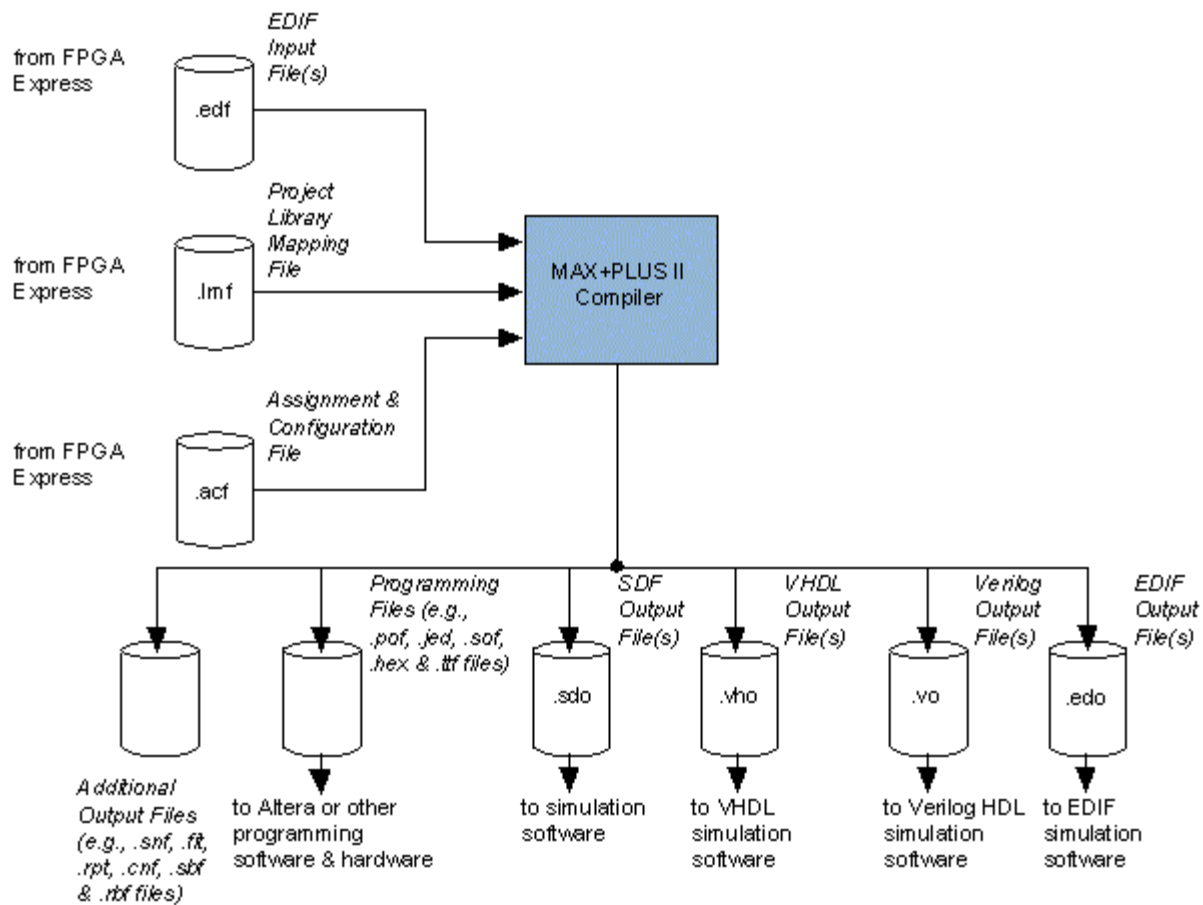 from FPGA
Express
EDIF
Input
File(s)
.edf
from FPGA
Express
Project
Library
Mapping
File
.lmf
MAX+PLUS II
Compiler
from FPGA
Express
Assignment &
Configuration
File
.acf
Programming
Files (e.g.,
.pof, .jed, .sof,
.hex & .ttf files)
SDF
Output
File(s)
VHDL
Output
File(s)
Verilog
Output
File(s)
EDIF
Output
File(s)
.sdo
.vho
.vo
.edo
Additional
Output Files
(e.g., .snf, .fit,
.rpt, .cnf, .sbf
& .rbf files)
to Altera or other
programming
software & hardware
to simulation
software
to VHDL
simulation
software
to Verilog HDL
simulation
software
to EDIF
simulation
software